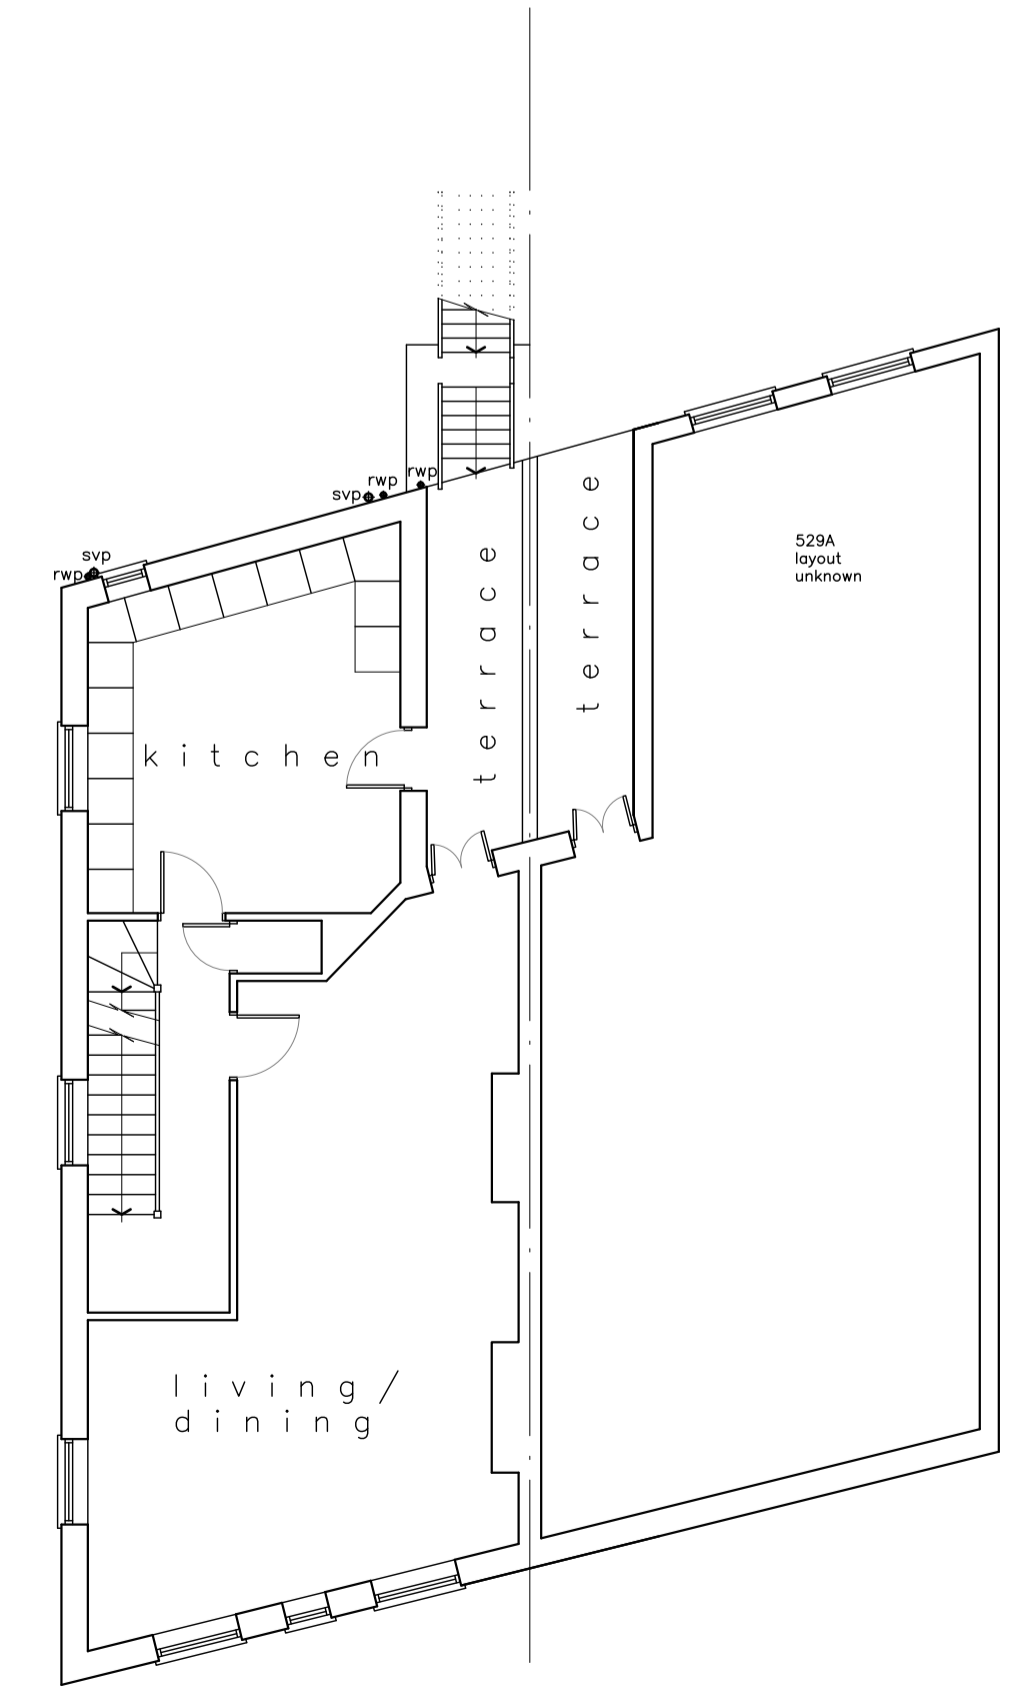 rwp
rwp
svp
svp
rwp
529A
layout
unknown
terrace
terrace
kitchen
living/
dining